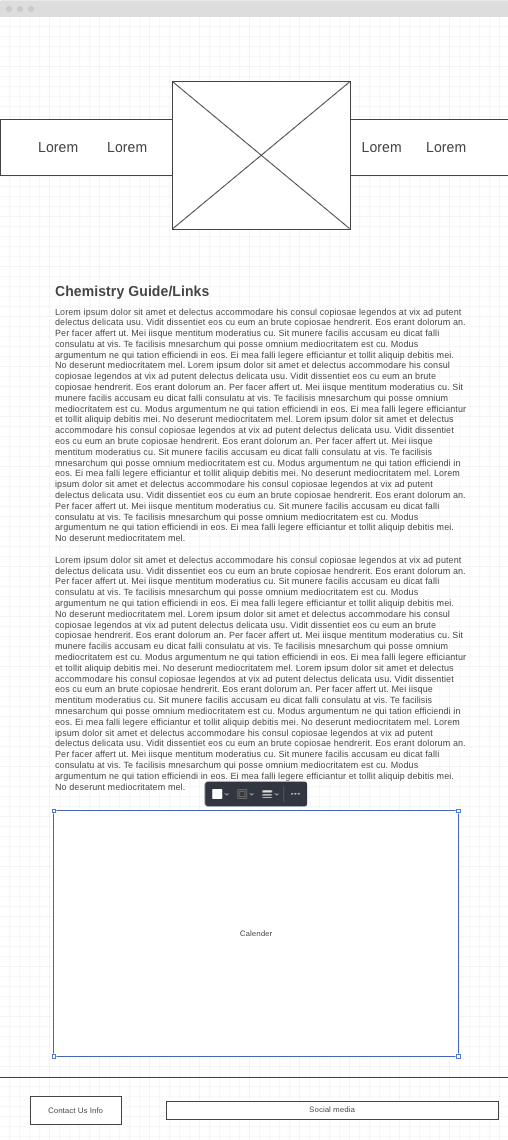 Lorem Lorem Lorem Lorem
Chemistry Guide/Links
Lorem ipsum dolor sit amet et delectus accommodare his consul copiosae legendos at vix ad putent
delectus delicata usu. Vidit dissentiet eos cu eum an brute copiosae hendrerit. Eos erant dolorum an.
Per facer affert ut. Mei iisque mentitum moderatius cu. Sit munere facilis accusam eu dicat falli
consulatu at vis. Te facilisis mnesarchum qui posse omnium mediocritatem est cu. Modus
argumentum ne qui tation efficiendi in eos. Ei mea falli legere efficiantur et tollit aliquip debitis mei.
No deserunt mediocritatem mel. Lorem ipsum dolor sit amet et delectus accommodare his consul
copiosae legendos at vix ad putent delectus delicata usu. Vidit dissentiet eos cu eum an brute
copiosae hendrerit. Eos erant dolorum an. Per facer affert ut. Mei iisque mentitum moderatius cu. Sit
munere facilis accusam eu dicat falli consulatu at vis. Te facilisis mnesarchum qui posse omnium
mediocritatem est cu. Modus argumentum ne qui tation efficiendi in eos. Ei mea falli legere efficiantur
et tollit aliquip debitis mei. No deserunt mediocritatem mel. Lorem ipsum dolor sit amet et delectus
accommodare his consul copiosae legendos at vix ad putent delectus delicata usu. Vidit dissentiet
eos cu eum an brute copiosae hendrerit. Eos erant dolorum an. Per facer affert ut. Mei iisque
mentitum moderatius cu. Sit munere facilis accusam eu dicat falli consulatu at vis. Te facilisis
mnesarchum qui posse omnium mediocritatem est cu. Modus argumentum ne qui tation efficiendi in
eos. Ei mea falli legere efficiantur et tollit aliquip debitis mei. No deserunt mediocritatem mel. Lorem
ipsum dolor sit amet et delectus accommodare his consul copiosae legendos at vix ad putent
delectus delicata usu. Vidit dissentiet eos cu eum an brute copiosae hendrerit. Eos erant dolorum an.
Per facer affert ut. Mei iisque mentitum moderatius cu. Sit munere facilis accusam eu dicat falli
consulatu at vis. Te facilisis mnesarchum qui posse omnium mediocritatem est cu. Modus
argumentum ne qui tation efficiendi in eos. Ei mea falli legere efficiantur et tollit aliquip debitis mei.
No deserunt mediocritatem mel.
Lorem ipsum dolor sit amet et delectus accommodare his consul copiosae legendos at vix ad putent
delectus delicata usu. Vidit dissentiet eos cu eum an brute copiosae hendrerit. Eos erant dolorum an.
Per facer affert ut. Mei iisque mentitum moderatius cu. Sit munere facilis accusam eu dicat falli
consulatu at vis. Te facilisis mnesarchum qui posse omnium mediocritatem est cu. Modus
argumentum ne qui tation efficiendi in eos. Ei mea falli legere efficiantur et tollit aliquip debitis mei.
No deserunt mediocritatem mel. Lorem ipsum dolor sit amet et delectus accommodare his consul
copiosae legendos at vix ad putent delectus delicata usu. Vidit dissentiet eos cu eum an brute
copiosae hendrerit. Eos erant dolorum an. Per facer affert ut. Mei iisque mentitum moderatius cu. Sit
munere facilis accusam eu dicat falli consulatu at vis. Te facilisis mnesarchum qui posse omnium
mediocritatem est cu. Modus argumentum ne qui tation efficiendi in eos. Ei mea falli legere efficiantur
et tollit aliquip debitis mei. No deserunt mediocritatem mel. Lorem ipsum dolor sit amet et delectus
accommodare his consul copiosae legendos at vix ad putent delectus delicata usu. Vidit dissentiet
eos cu eum an brute copiosae hendrerit. Eos erant dolorum an. Per facer affert ut. Mei iisque
mentitum moderatius cu. Sit munere facilis accusam eu dicat falli consulatu at vis. Te facilisis
mnesarchum qui posse omnium mediocritatem est cu. Modus argumentum ne qui tation efficiendi in
eos. Ei mea falli legere efficiantur et tollit aliquip debitis mei. No deserunt mediocritatem mel. Lorem
ipsum dolor sit amet et delectus accommodare his consul copiosae legendos at vix ad putent
delectus delicata usu. Vidit dissentiet eos cu eum an brute copiosae hendrerit. Eos erant dolorum an.
Per facer affert ut. Mei iisque mentitum moderatius cu. Sit munere facilis accusam eu dicat falli
consulatu at vis. Te facilisis mnesarchum qui posse omnium mediocritatem est cu. Modus
argumentum ne qui tation efficiendi in eos. Ei mea falli legere efficiantur et tollit aliquip debitis mei.
No deserunt mediocritatem mel.
Calender
Contact Us Info
Social media